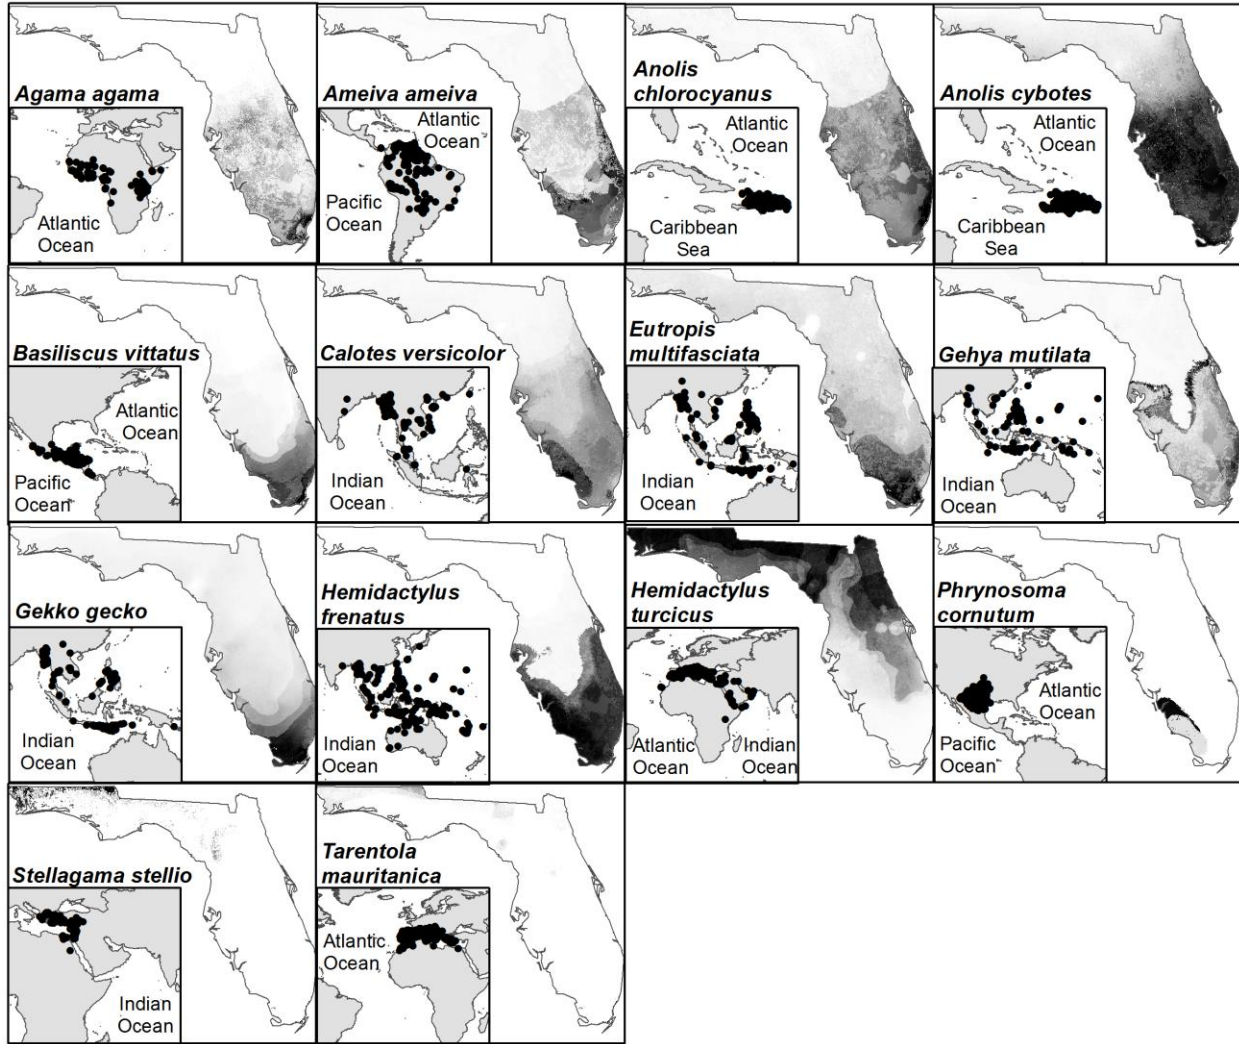 Agama agama
Atlantic
Ocean
Ameiva ameiva
Atlantic
Ocean
Pacific
Ocean
Anolis
chlorocyanus
Atlantic
Ocean
Caribbean
Sea
Anolis cybotes
Atlantic
Ocean
Caribbean
Sea
Basiliscus vittatus
Atlantic
Ocean
Pacific
Ocean
Calotes versicolor
Indian
Ocean
Eutropis
multifasciata
Indian
Ocean
Gehya mutilata
Indian
Ocean
Gekko gecko
Indian
Ocean
Hemidactylus
frenatus
Indian
Ocean
Hemidactylus
turcicus
Atlantic
Ocean
Indian
Ocean
Phrynosoma
cornutum
Atlantic
Ocean
Pacific
Ocean
Stellagama stellio
Indian
Ocean
Tarentola
mauritanica
Atlantic
Ocean